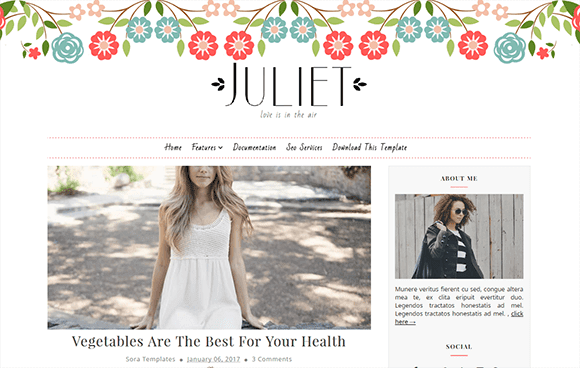 JULIET
love is in the air
Home Features Documentation Seo Services Download This Template
Vegetables Are The Best For Your Health
Sora Templates January 06, 2017 3 Comments
ABOUT ME
Munere veritus fierent cu sed, congue altera
mea te, ex clita eripuit evertitur duo.
Legendos tractatos honestatis ad mel.
Legendos tractatos honestatis ad mel. , click
here →
SOCIAL